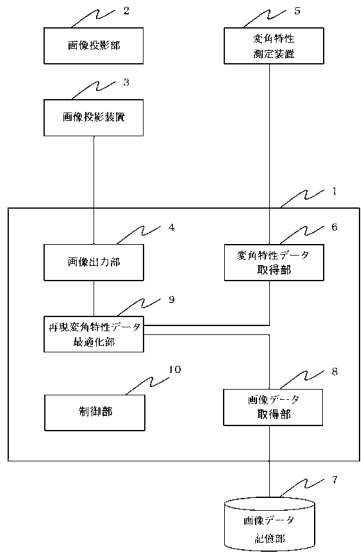 2
5
画像投影部
変角特性
測定装置
3
画像投影装置
1
4
6
画像出力部
変角特性データ
取得部
9
再現変角特性データ
最適化部
10
8
制御部
画像データ
取得部
7
画像データ
記憶部